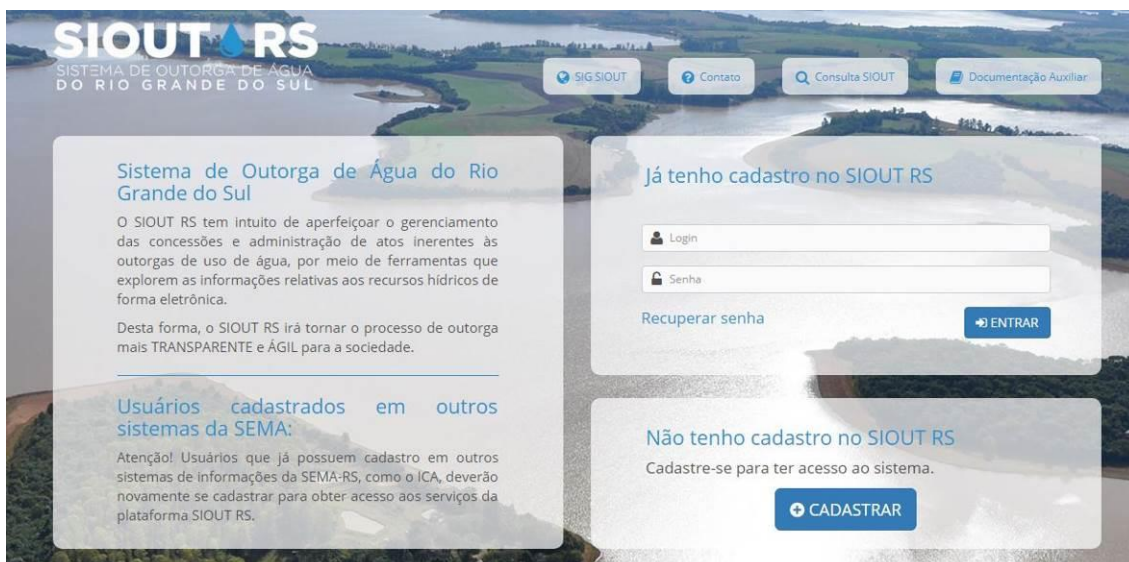 SIOUT RS
SISTEMA DE OUTORGA DE ÁGUA
DO RIO GRANDE DO SUL
SIG SIOUT
Contato
Consulta SIOUT
Documentação Auxiliar
Sistema de Outorga de Água do Rio
Grande do Sul
O SIOUT RS tem intuito de aperfeiçoar o gerenciamento
das concessões e administração de atos inerentes às
outorgas de uso de água, por meio de ferramentas que
explorem as informações relativas aos recursos hídricos de
forma eletrônica.
Desta forma, o SIOUT RS irá tornar o processo de outorga
mais TRANSPARENTE e ÁGIL para a sociedade.
Usuários cadastrados em outros
sistemas da SEMA:
Atenção! Usuários que já possuem cadastro em outros
sistemas de informações da SEMA-RS, como o ICA, deverão
novamente se cadastrar para obter acesso aos serviços da
plataforma SIOUT RS.
Já tenho cadastro no SIOUT RS
Login
Senha
Recuperar senha
ENTRAR
Não tenho cadastro no SIOUT RS
Cadastre-se para ter acesso ao sistema.
CADASTRAR